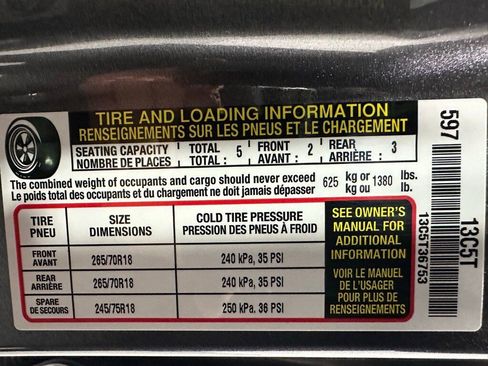 TIRE AND LOADING INFORMATION
RENSEIGNEMENTS SUR LES PNEUS ET LE CHARGEMENT
SEATING CAPACITY TOTAL 5 FRONT 2 REAR 3
NOMBRE DE PLACES TOTAL : AVANT : ARRIÈRE :
The combined weight of occupants and cargo should never exceed 625 kg or 1380 lbs.
Le poids total des occupants et du chargement ne doit jamais dépasser kg ou lb.
TIRE SIZE COLD TIRE PRESSURE
PNEU DIMENSIONS PRESSION DES PNEUS À FROID
FRONT
AVANT 265/70R18 240 kPa, 35 PSI
REAR
ARRIÈRE 265/70R18 240 kPa, 35 PSI
SPARE
DE SECOURS 245/75R18 250 kPa, 36 PSI
SEE OWNER'S
MANUAL FOR
ADDITIONAL
INFORMATION
VOIR LE MANUEL
DE L'USAGER
POUR PLUS DE
RENSEIGNEMENTS
597
13C5T
13C5T36753